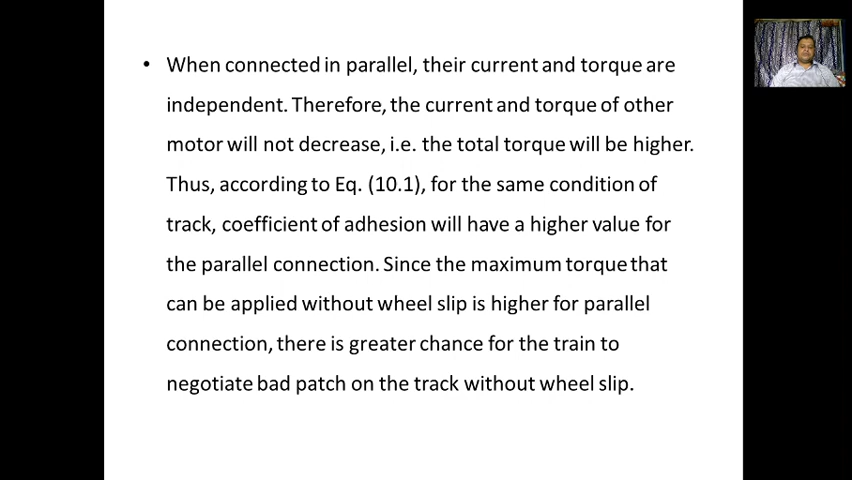 • When connected in parallel, their current and torque are
independent. Therefore, the current and torque of other
motor will not decrease, i.e. the total torque will be higher.
Thus, according to Eq. (10.1), for the same condition of
track, coefficient of adhesion will have a higher value for
the parallel connection. Since the maximum torque that
can be applied without wheel slip is higher for parallel
connection, there is greater chance for the train to
negotiate bad patch on the track without wheel slip.